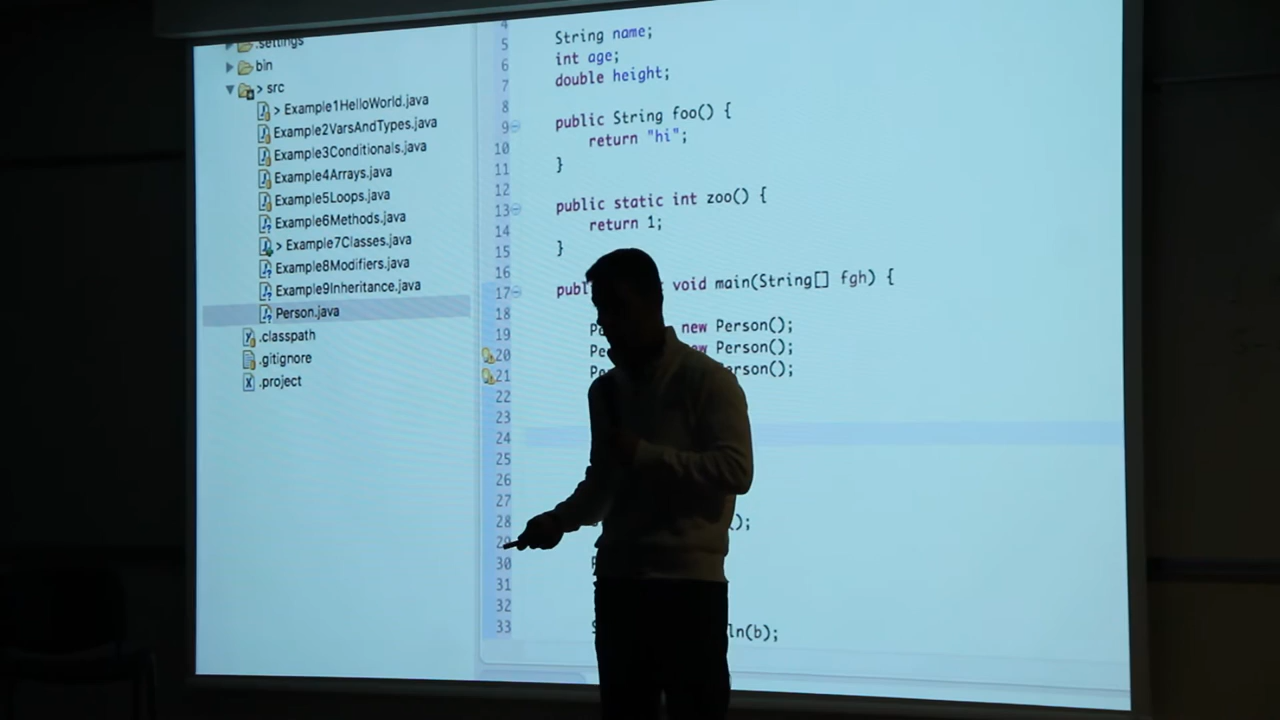 .settings
bin
> src
> Example1HelloWorld.java
Example2VarsAndTypes.java
Example3Conditionals.java
Example4Arrays.java
Example5Loops.java
Example6Methods.java
> Example7Classes.java
Example8Modifiers.java
Example9Inheritance.java
Person.java
.classpath
.gitignore
.project
4
5 String name;
6 int age;
7 double height;
8
9 public String foo() {
10 return "hi";
11 }
12
13 public static int zoo() {
14 return 1;
15 }
16
17 void main(String[] fgh) {
18
19 new Person();
20 Person();
21
22
23
24
25
26
27
28 );
29
30
31
32
33 ln(b);